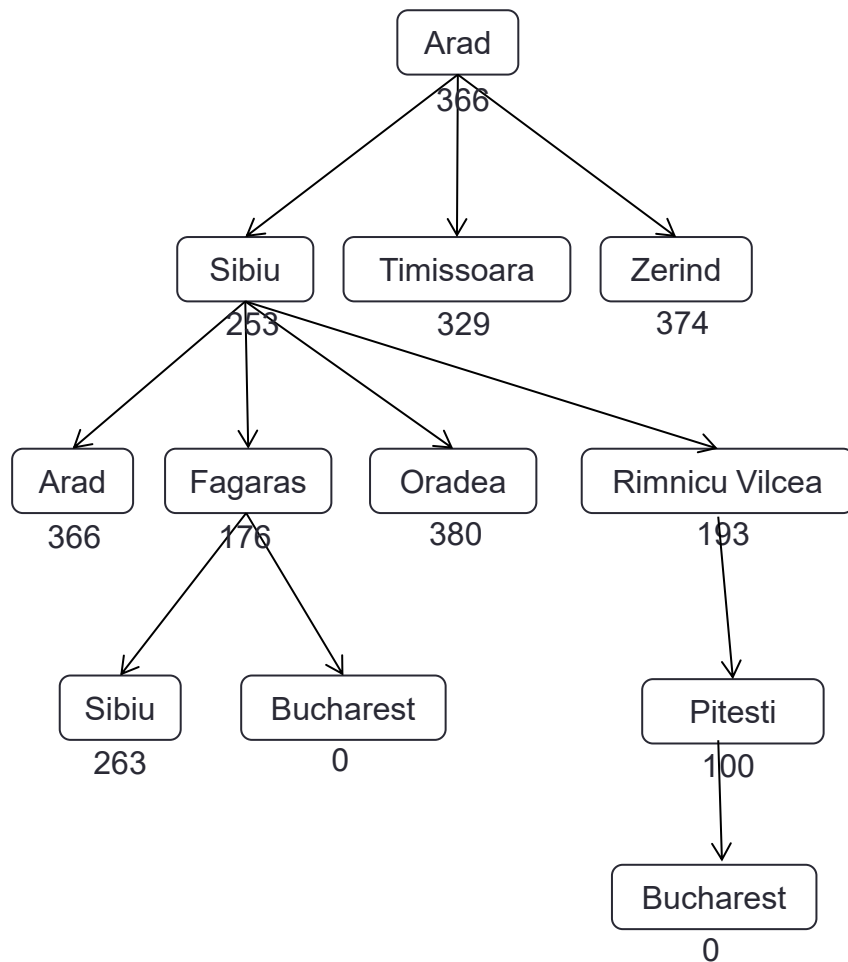 Arad
366
Sibiu
Timissoara
Zerind
253
329
374
Arad
Fagaras
Oradea
Rimnicu Vilcea
366
176
380
193
Sibiu
Bucharest
Pitesti
263
0
100
Bucharest
0